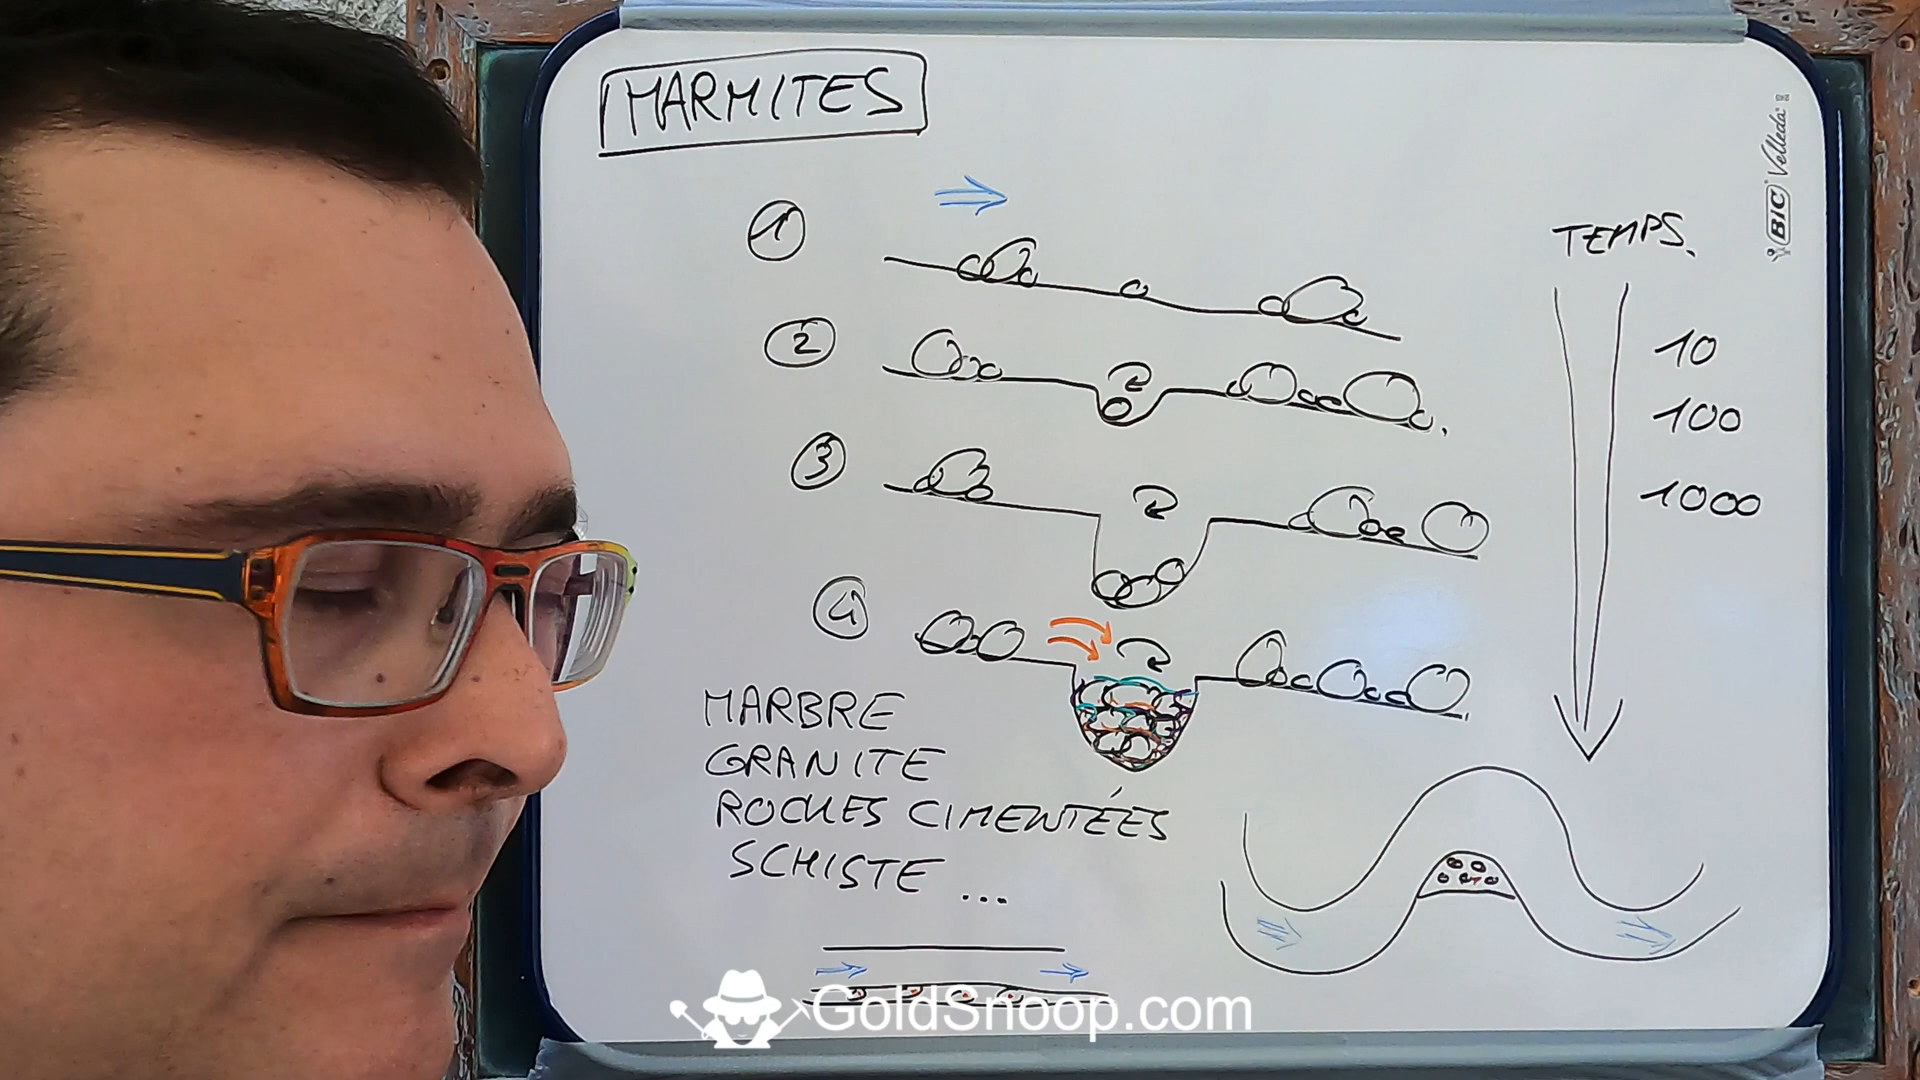 MARMITES
1
2
3
4
TEMPS.
10
100
1000
MARBRE
GRANITE
ROCHES CIMENTÉES
SCHISTE ...
BIC Velleda
GoldSnoop.com